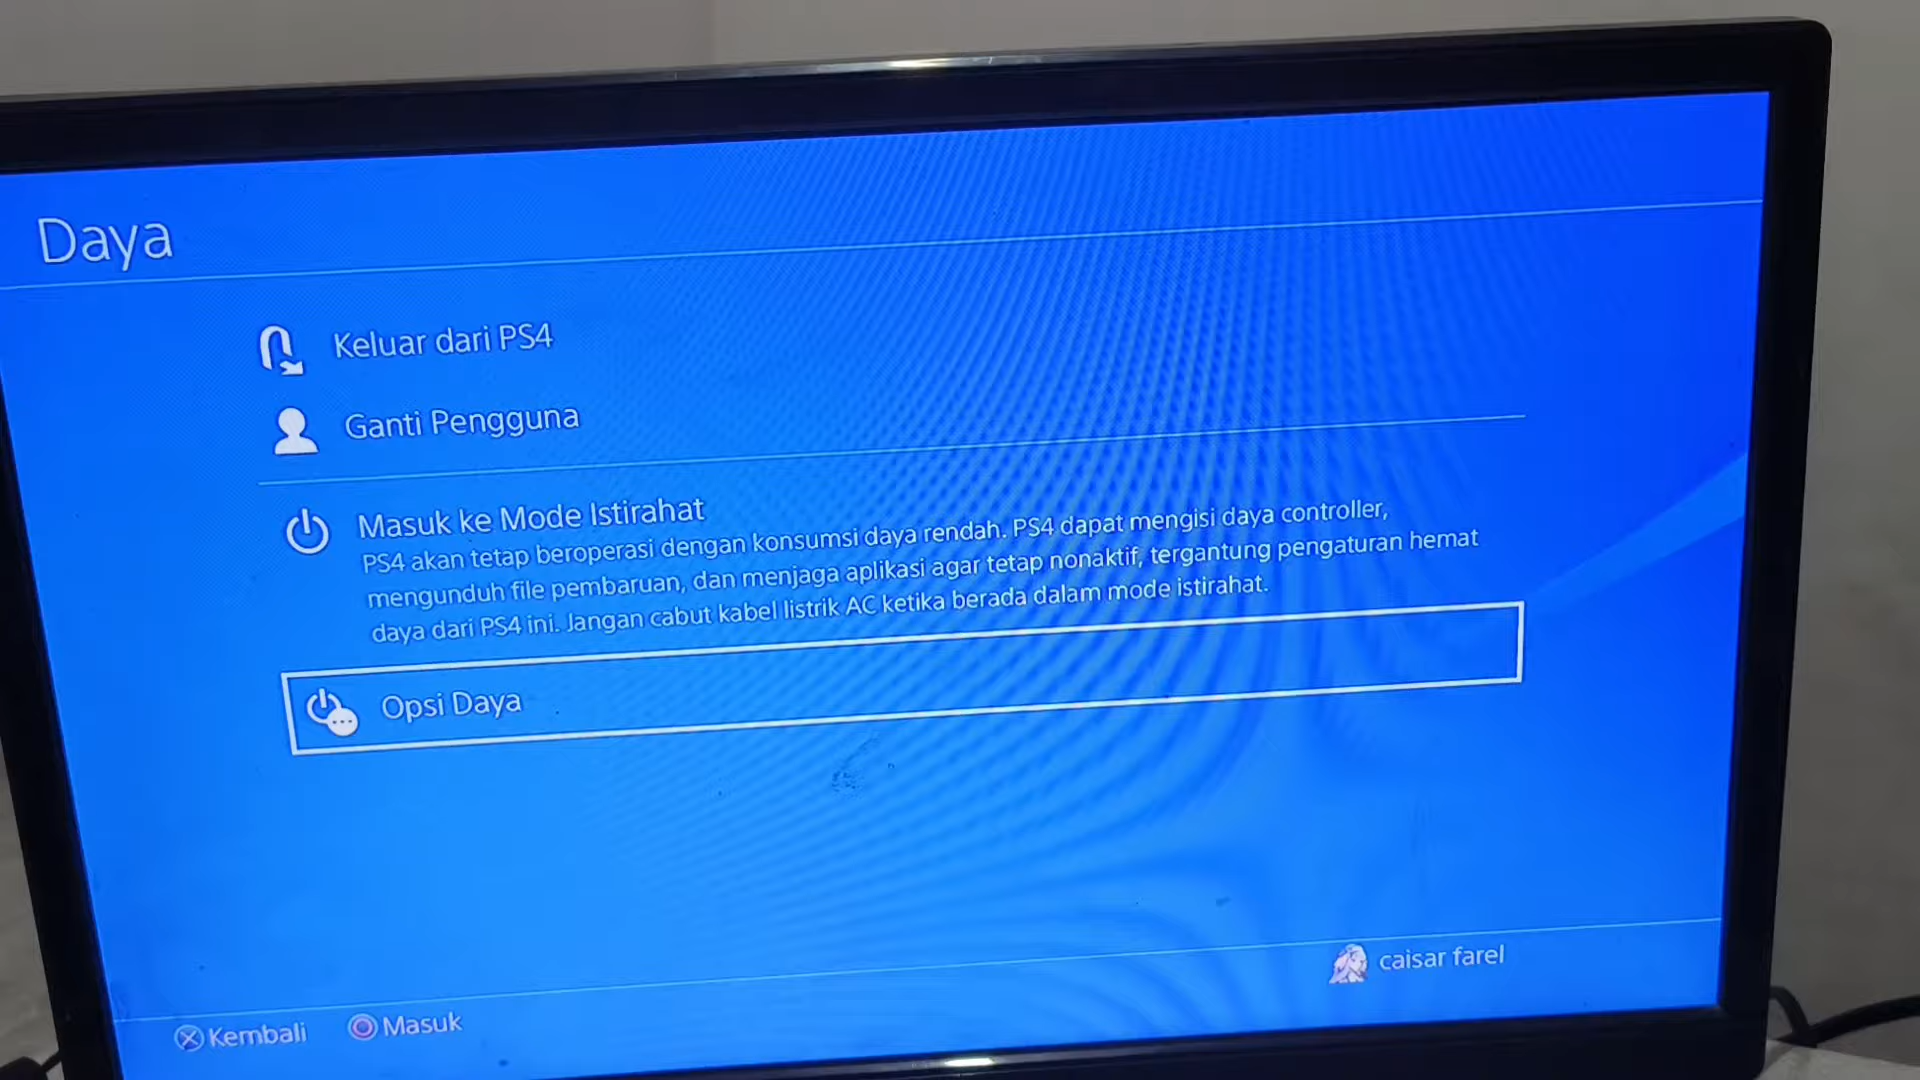 Daya
Keluar dari PS4
Ganti Pengguna
Masuk ke Mode Istirahat
PS4 akan tetap beroperasi dengan konsumsi daya rendah. PS4 dapat mengisi daya controller,
mengunduh file pembaruan, dan menjaga aplikasi agar tetap nonaktif, tergantung pengaturan hemat
daya dari PS4 ini. Jangan cabut kabel listrik AC ketika berada dalam mode istirahat.
Opsi Daya
caisar farel
Kembali Masuk